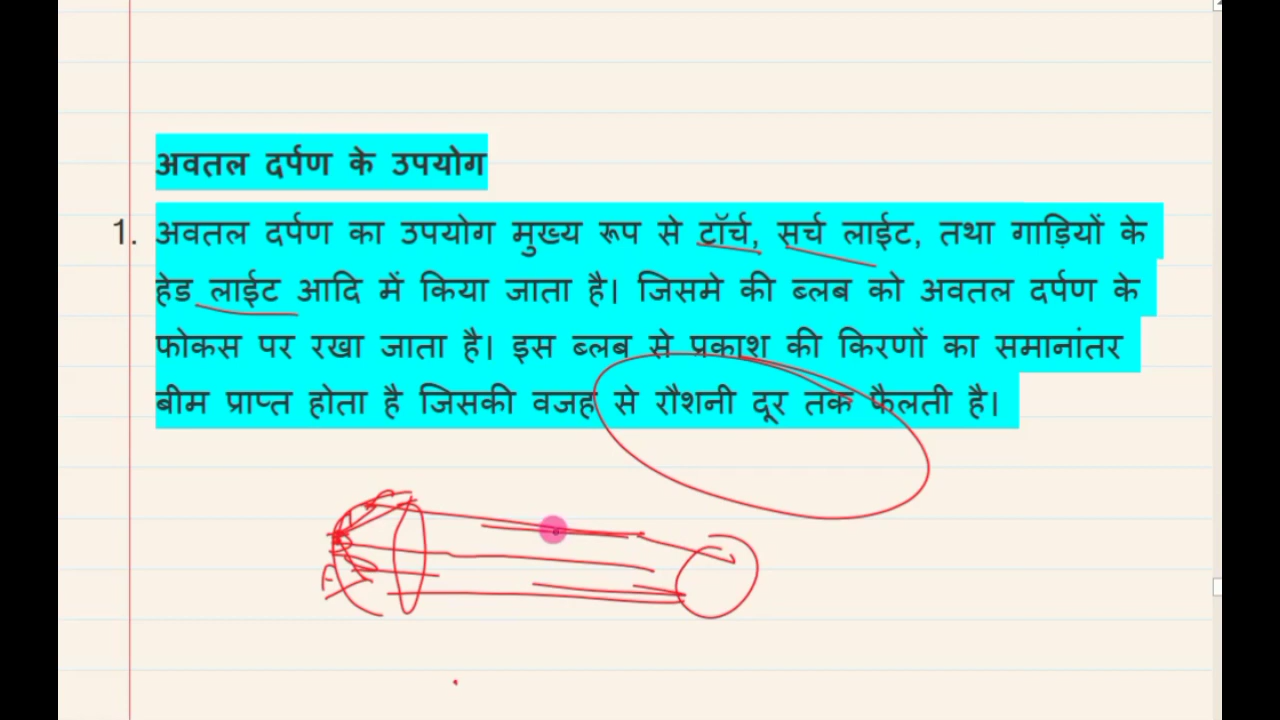 अवतल दर्पण के उपयोग
1. अवतल दर्पण का उपयोग मुख्य रूप से टॉर्च, सर्च लाईट, तथा गाड़ियों के
हेड लाईट आदि में किया जाता है। जिसमे की ब्लब को अवतल दर्पण के
फोकस पर रखा जाता है। इस ब्लब से प्रकाश की किरणों का समानांतर
बीम प्राप्त होता है जिसकी वजह से रौशनी दूर तक फैलती है।